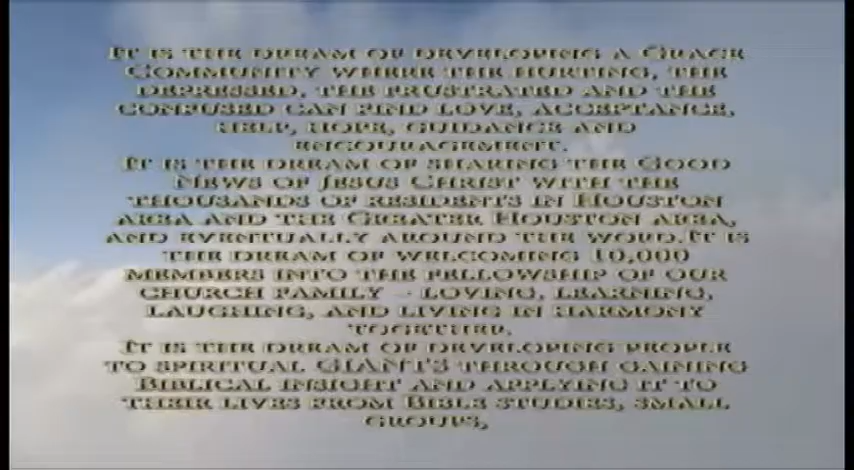 It is the dream of developing a Grace
Community where the hurting, the
depressed, the frustrated and the
confused can find love, acceptance,
help, hope, guidance and
encouragement.
It is the dream of sharing the Good
News of Jesus Christ with the
thousands of residents in Houston
area and the Greater Houston area,
and eventually around the word.It is
the dream of welcoming 10,000
members into the fellowship of our
church family - loving, learning,
laughing, and living in harmony
together.
It is the dream of developing people
to spiritual GIANTS through gaining
Biblical insight and applying it to
their lives from Bible studies, small
groups,